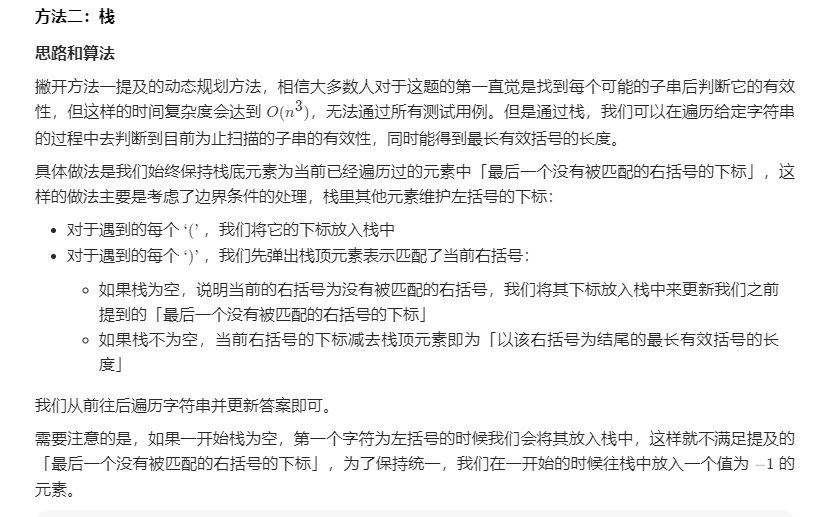 方法二：栈
思路和算法
撇开方法一提及的动态规划方法，相信大多数人对于这题的第一直觉是找到每个可能的子串后判断它的有效
性，但这样的时间复杂度会达到 O(n³)，无法通过所有测试用例。但是通过栈，我们可以在遍历给定字符串
的过程中去判断到目前为止扫描的子串的有效性，同时能得到最长有效括号的长度。
具体做法是我们始终保持栈底元素为当前已经遍历过的元素中「最后一个没有被匹配的右括号的下标」，这
样的做法主要是考虑了边界条件的处理，栈里其他元素维护左括号的下标：
• 对于遇到的每个 ‘(’ ，我们将它的下标放入栈中
• 对于遇到的每个 ‘)’ ，我们先弹出栈顶元素表示匹配了当前右括号：
◦ 如果栈为空，说明当前的右括号为没有被匹配的右括号，我们将其下标放入栈中来更新我们之前
提到的「最后一个没有被匹配的右括号的下标」
◦ 如果栈不为空，当前右括号的下标减去栈顶元素即为「以该右括号为结尾的最长有效括号的长
度」
我们从前往后遍历字符串并更新答案即可。
需要注意的是，如果一开始栈为空，第一个字符为左括号的时候我们会将其放入栈中，这样就不满足提及的
「最后一个没有被匹配的右括号的下标」，为了保持统一，我们在一开始的时候往栈中放入一个值为 −1 的
元素。